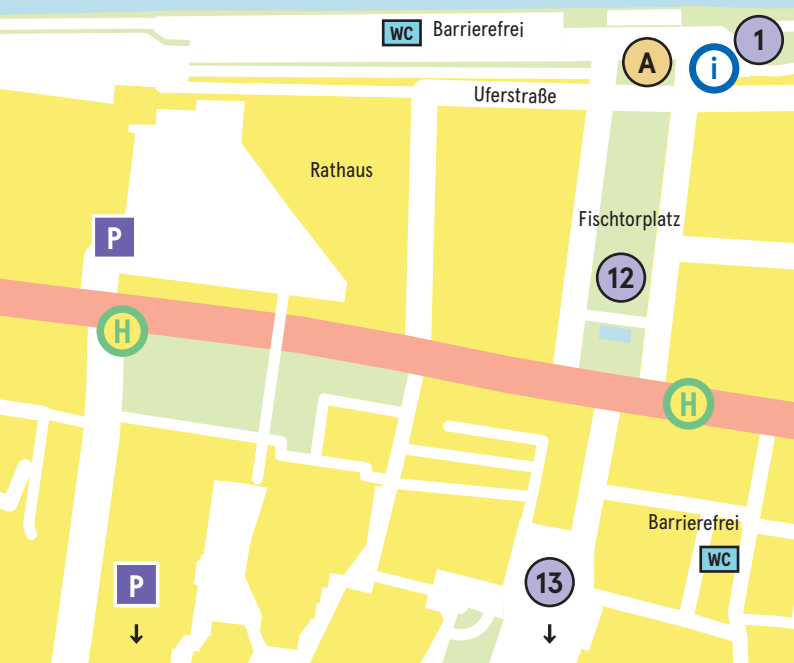 WC Barrierefrei
1
A
i
Uferstraße
Rathaus
Fischtorplatz
P
12
H
H
Barrierefrei
WC
P
13